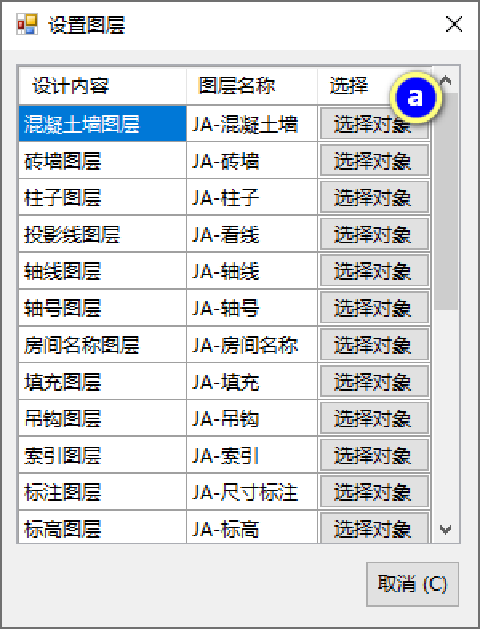 设置图层
设计内容 图层名称 选择
a
混凝土墙图层 JA-混凝土墙 选择对象
砖墙图层 JA-砖墙 选择对象
柱子图层 JA-柱子 选择对象
投影线图层 JA-看线 选择对象
轴线图层 JA-轴线 选择对象
轴号图层 JA-轴号 选择对象
房间名称图层 JA-房间名称 选择对象
填充图层 JA-填充 选择对象
吊钩图层 JA-吊钩 选择对象
索引图层 JA-索引 选择对象
标注图层 JA-尺寸标注 选择对象
标高图层 JA-标高 选择对象
取消 (C)